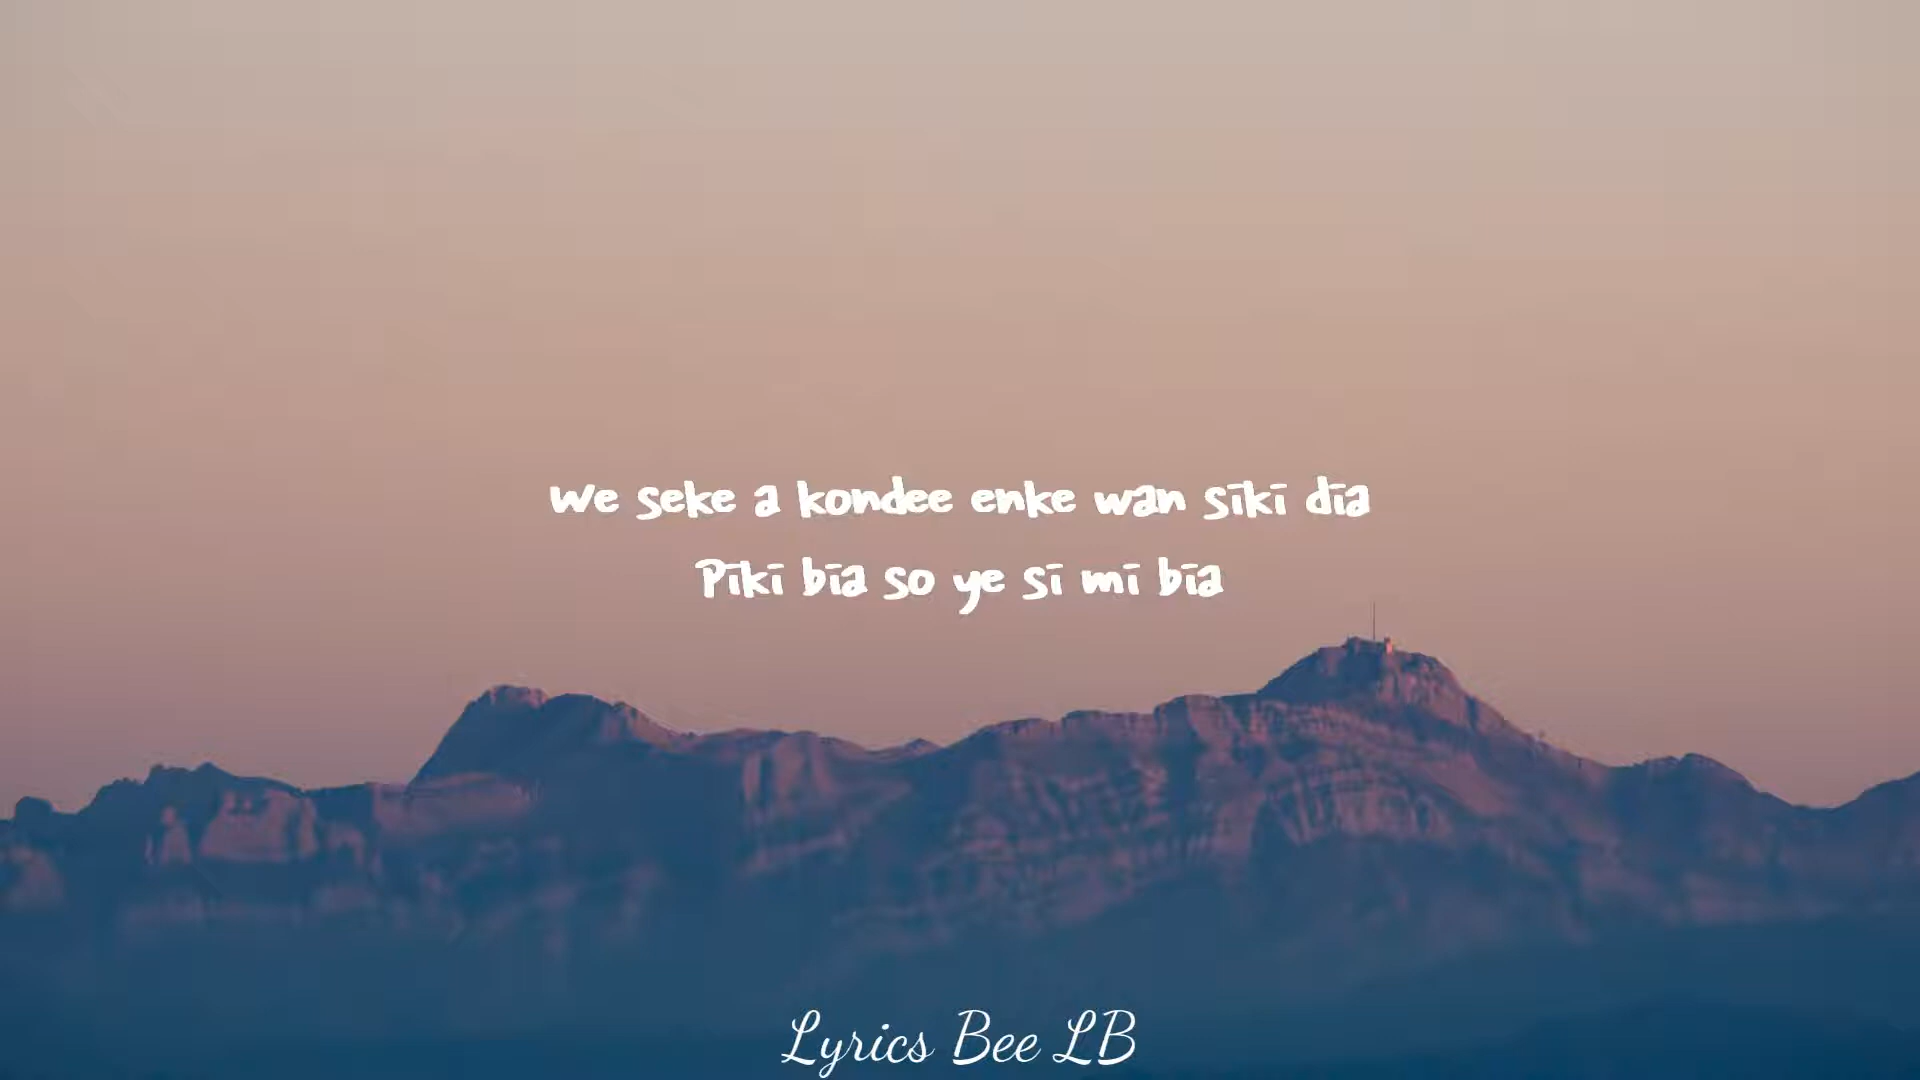 We seke a kondee enke wan siki dia
Piki bia so ye si mi bia
Lyrics Bee LB